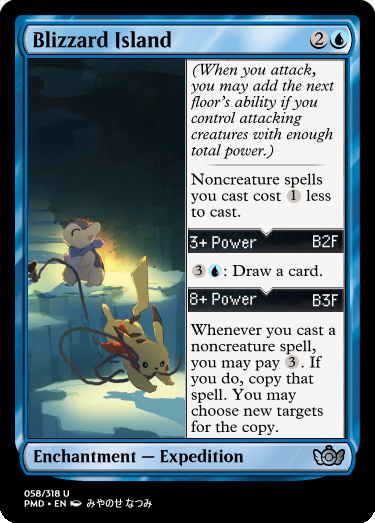 Blizzard Island 2
(When you attack,
you may add the next
floor's ability if you
control attacking
creatures with enough
total power.)
Noncreature spells
you cast cost 1 less
to cast.
3+ Power B2F
3: Draw a card.
8+ Power B3F
Whenever you cast a
noncreature spell,
you may pay 3. If
you do, copy that
spell. You may
choose new targets
for the copy.
Enchantment — Expedition
058/318 U
PMD • EN みやのせ なつみ